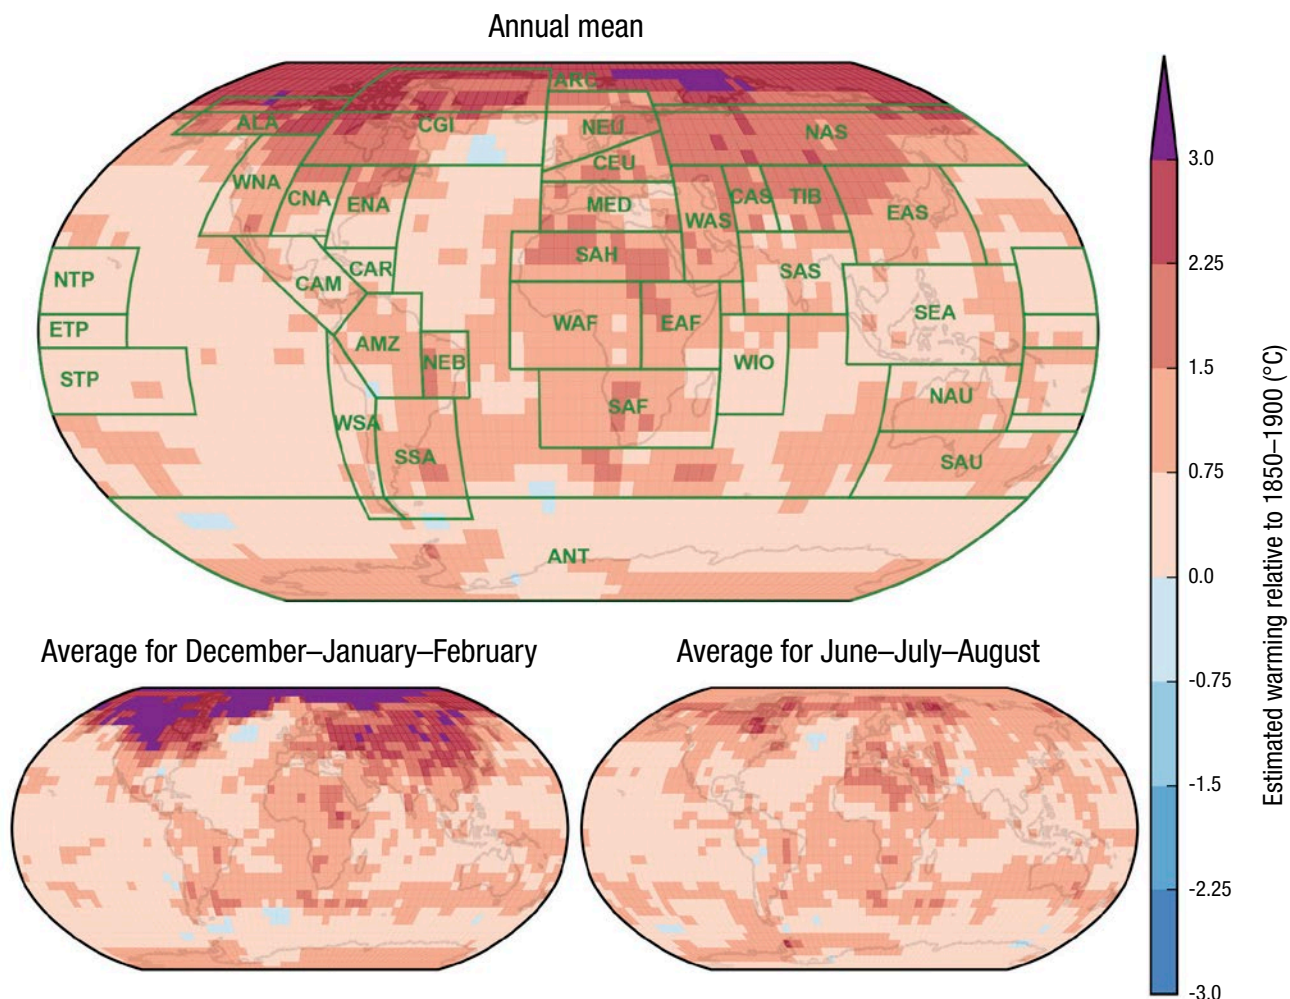 Annual mean
ARC
ALA
CGI
NEU
NAS
CEU
WNA
CNA
ENA
MED
WAS
CAS
TIB
EAS
SAH
CAR
CAM
SAS
NTP
ETP
STP
WAF
EAF
SEA
AMZ
NEB
WIO
SAF
NAU
WSA
SSA
SAU
ANT
3.0
2.25
1.5
0.75
0.0
-0.75
-1.5
-2.25
-3.0
Estimated warming relative to 1850–1900 (°C)
Average for December–January–February
Average for June–July–August